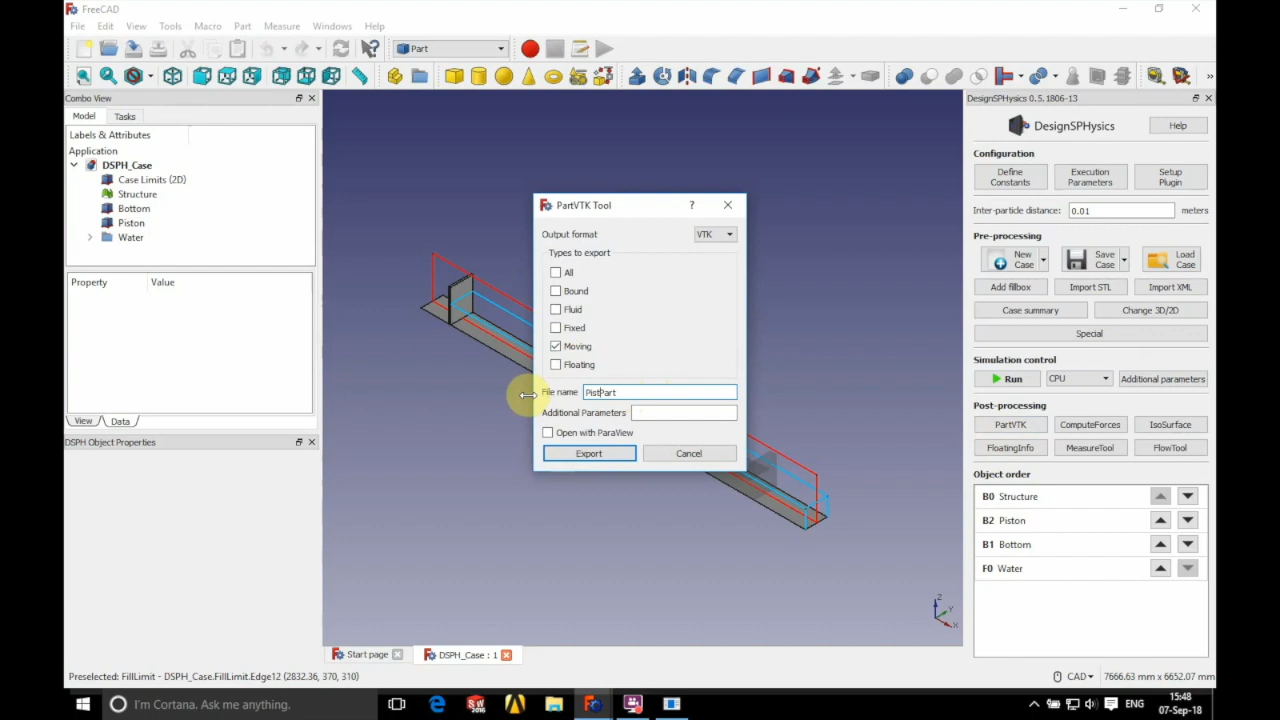 FreeCAD
File Edit View Tools Macro Part Measure Windows Help
Part
Combo View
DesignSPHysics 0.5.1806-13
Model Tasks
DesignSPHysics Help
Labels & Attributes
Application
DSPH_Case
Case Limits (2D)
Structure
Bottom
Piston
Water
Configuration
Define Constants
Execution Parameters
Setup Plugin
Inter-particle distance: 0.01 meters
Pre-processing
New Case
Save Case
Load Case
Add fillbox Import STL Import XML
Case summary Change 3D/2D
Special
Simulation control
Run CPU Additional parameters
Post-processing
PartVTK ComputeForces IsoSurface
FloatingInfo MeasureTool FlowTool
Object order
B0 Structure
B2 Piston
B1 Bottom
F0 Water
Property Value
View Data
DSPH Object Properties
PartVTK Tool ?
Output format VTK
Types to export
All
Bound
Fluid
Fixed
Moving
Floating
File name PistPart
Additional Parameters
Open with ParaView
Export Cancel
Z
Y
X
Start page DSPH_Case : 1
Preselected: FillLimit - DSPH_Case.FillLimit.Edge12 (2832.36, 370, 310)
CAD 7666.63 mm x 6652.07 mm
I'm Cortana. Ask me anything.
SW
2016
ENG
15:48
07-Sep-18